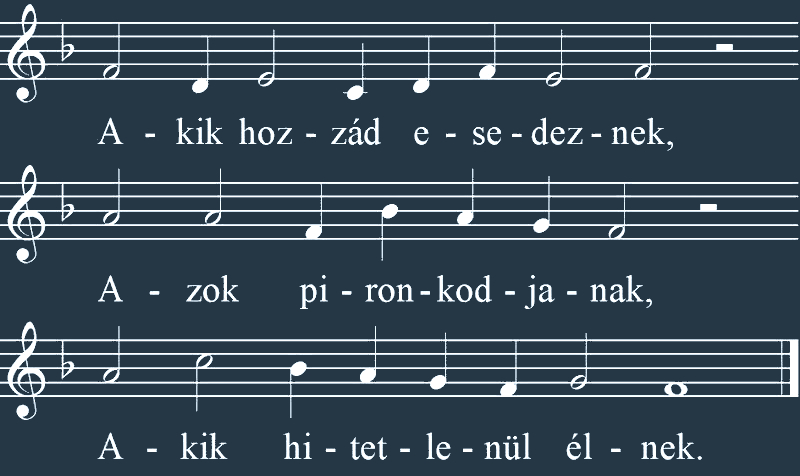 A - kik hoz - zád e - se - dez - nek,
A - zok pi - ron - kod - ja - nak,
A - kik hi - tet - le - nül él - nek.